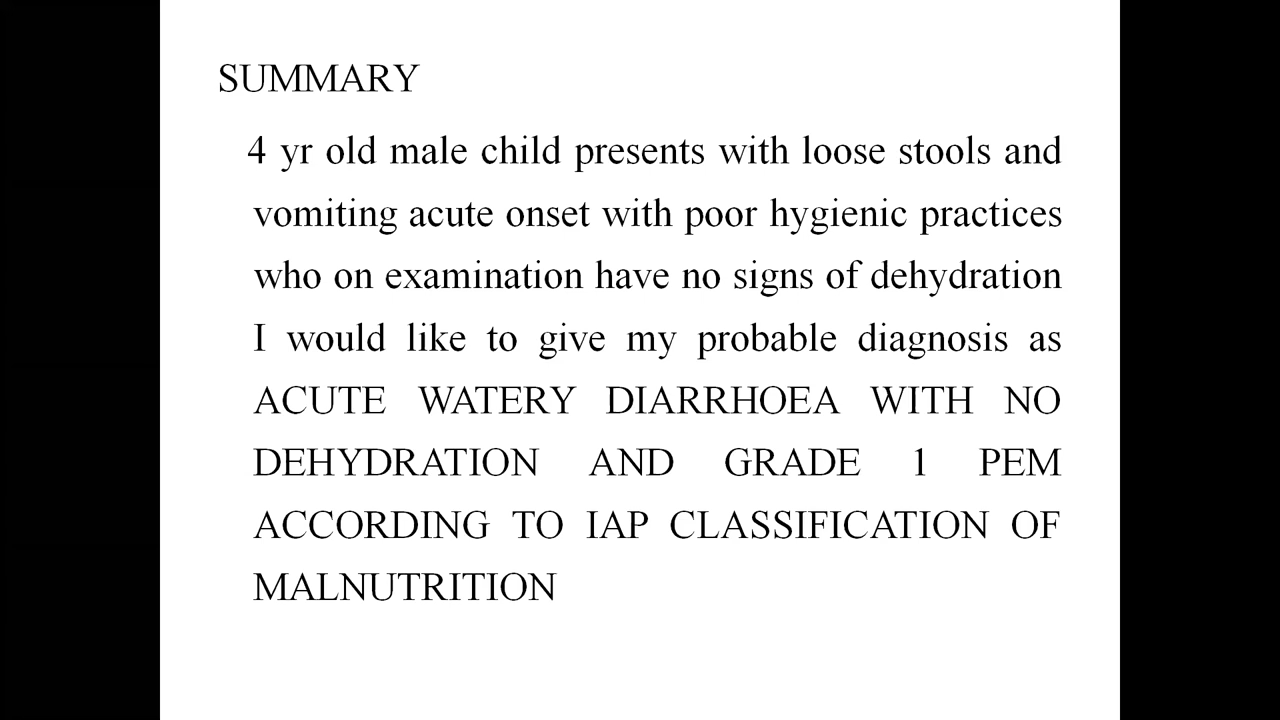 SUMMARY
4 yr old male child presents with loose stools and
vomiting acute onset with poor hygienic practices
who on examination have no signs of dehydration
I would like to give my probable diagnosis as
ACUTE WATERY DIARRHOEA WITH NO
DEHYDRATION AND GRADE 1 PEM
ACCORDING TO IAP CLASSIFICATION OF
MALNUTRITION